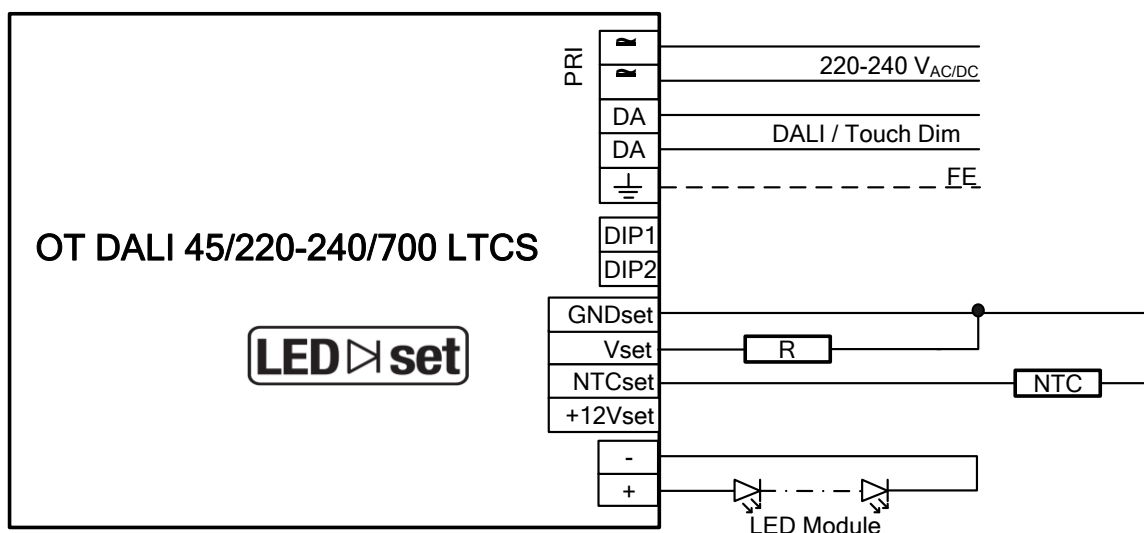 PRI
~
~
220-240 VAC/DC
DA
DA
DALI / Touch Dim
FE
OT DALI 45/220-240/700 LTCS
DIP1
DIP2
LED set
GNDset
Vset
R
NTCset
NTC
+12Vset
-
+
LED Module